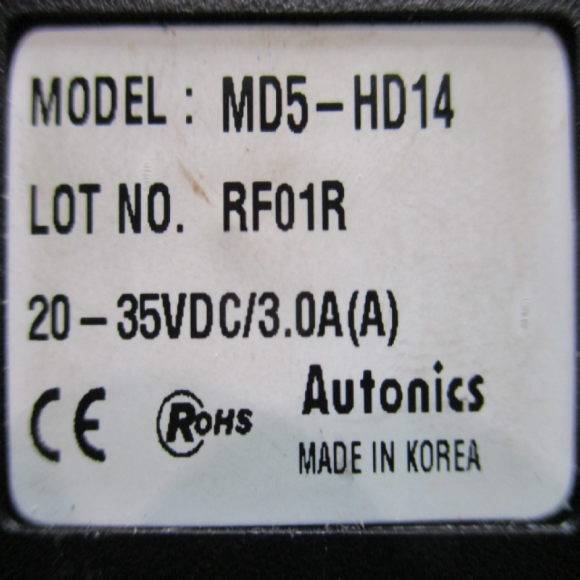 MODEL : MD5-HD14
LOT NO. RF01R
20-35VDC/3.0A(A)
CE RoHS Autonics
MADE IN KOREA